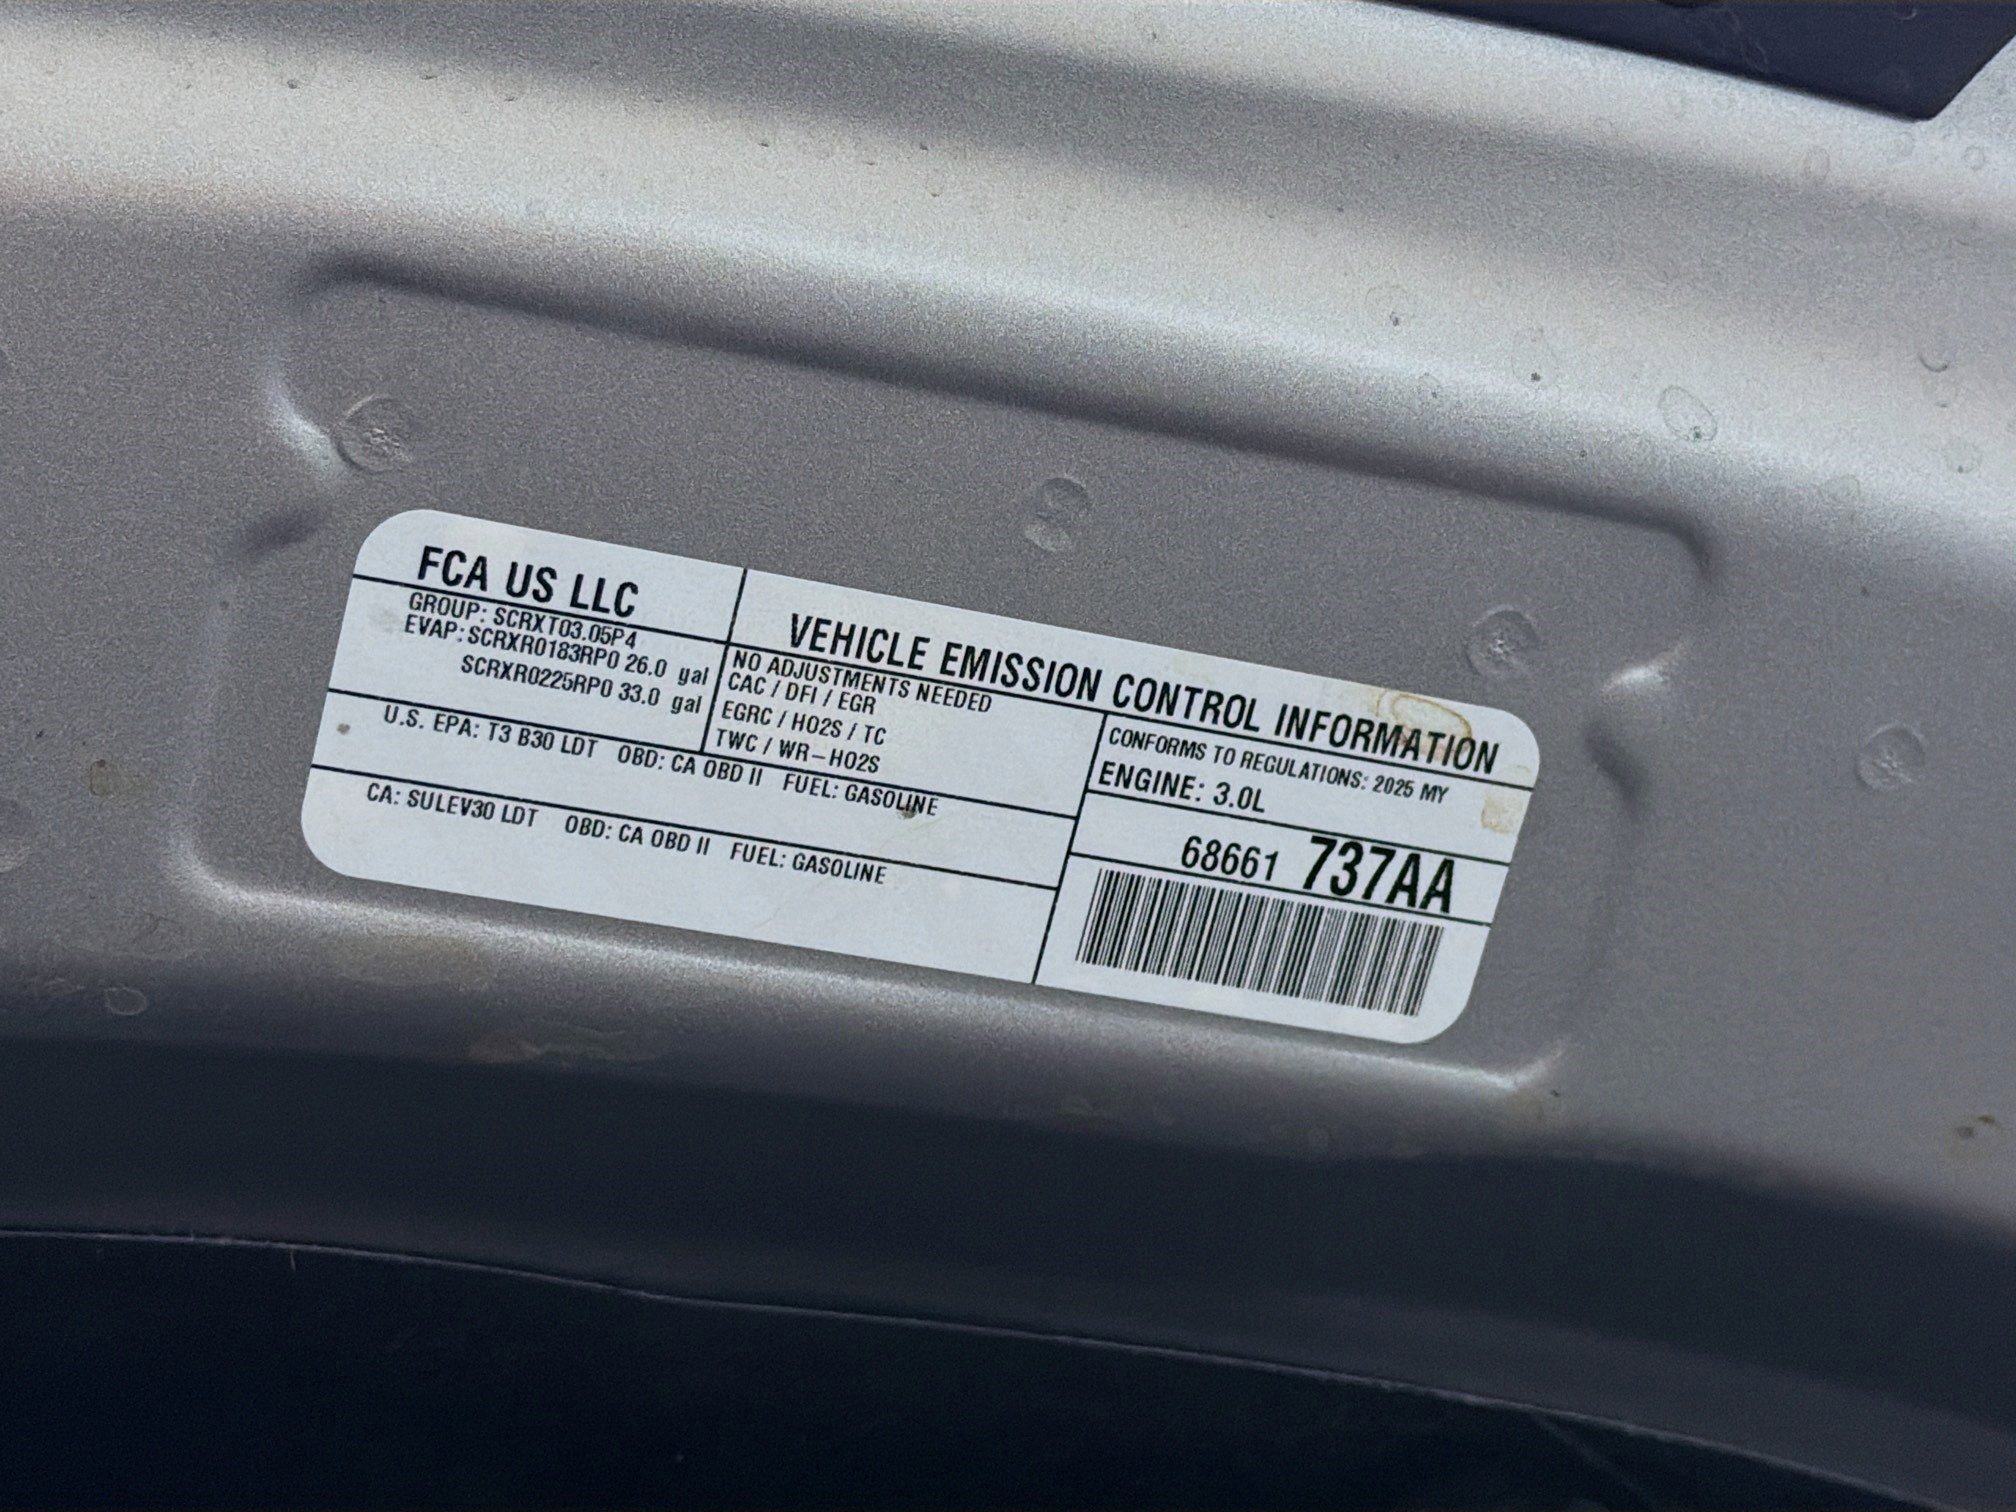 FCA US LLC
GROUP: SCRXT03.05P4
EVAP: SCRXR0183RP0 26.0 gal
SCRXR0225RP0 33.0 gal
VEHICLE EMISSION CONTROL INFORMATION
NO ADJUSTMENTS NEEDED
CAC / DFI / EGR
EGRC / HO2S / TC
TWC / WR-HO2S
CONFORMS TO REGULATIONS: 2025 MY
ENGINE: 3.0L
U.S. EPA: T3 B30 LDT OBD: CA OBD II FUEL: GASOLINE
CA: SULEV30 LDT OBD: CA OBD II FUEL: GASOLINE
68661 737AA